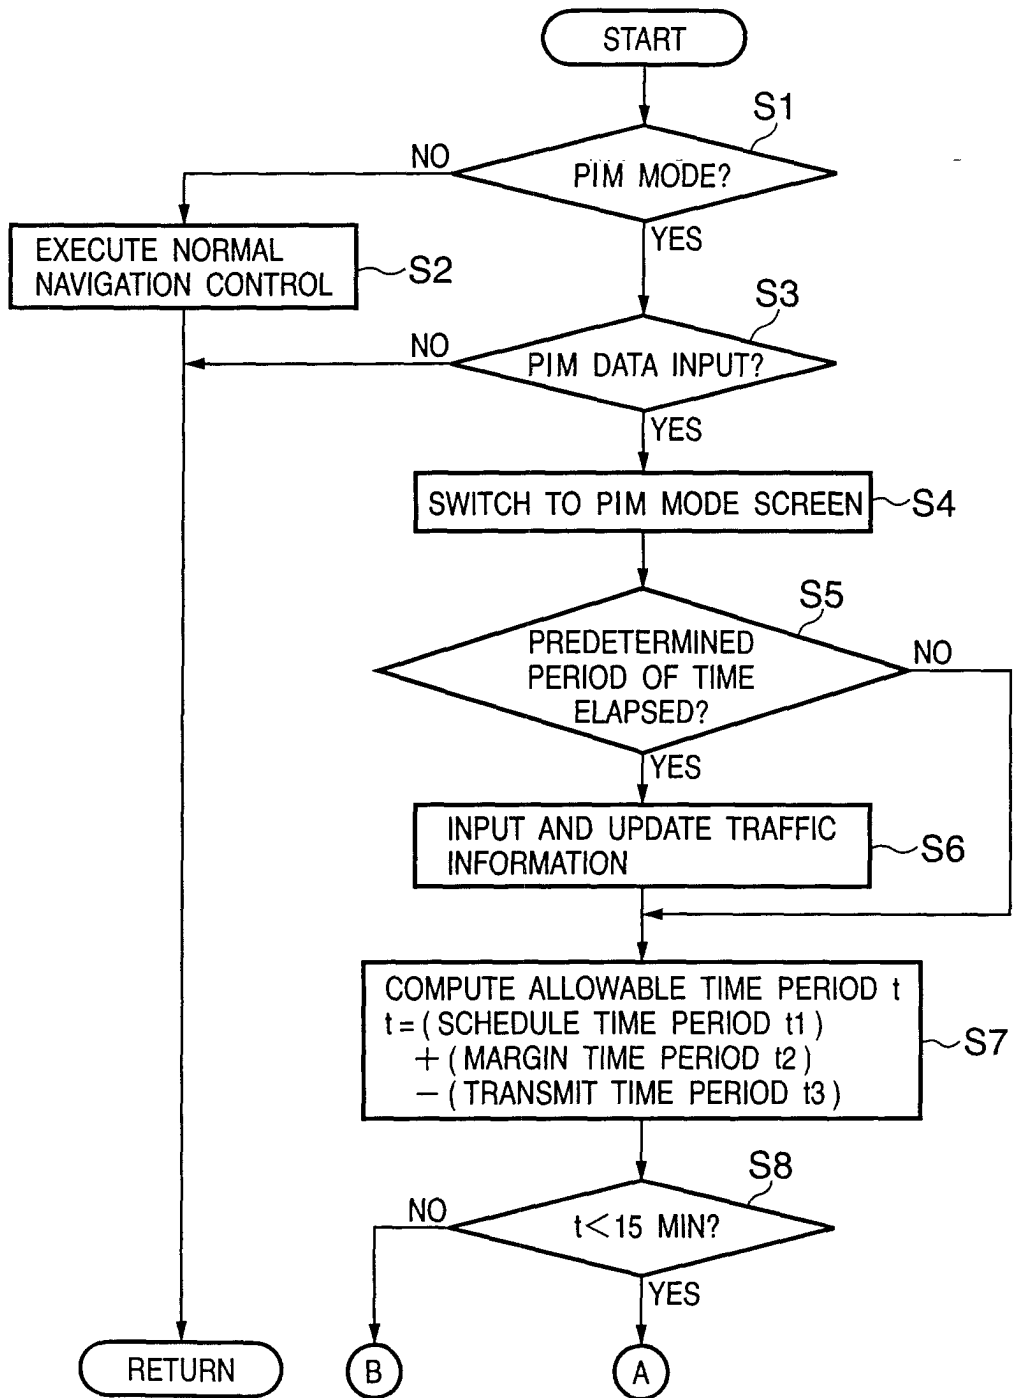 START
S1
NO
PIM MODE?
YES
EXECUTE NORMAL
NAVIGATION CONTROL
S2
S3
NO
PIM DATA INPUT?
YES
SWITCH TO PIM MODE SCREEN
S4
S5
PREDETERMINED
PERIOD OF TIME
ELAPSED?
NO
YES
INPUT AND UPDATE TRAFFIC
INFORMATION
S6
COMPUTE ALLOWABLE TIME PERIOD t
t=(SCHEDULE TIME PERIOD t1)
+(MARGIN TIME PERIOD t2)
−(TRANSMIT TIME PERIOD t3)
S7
S8
NO
t<15 MIN?
YES
RETURN
B
A